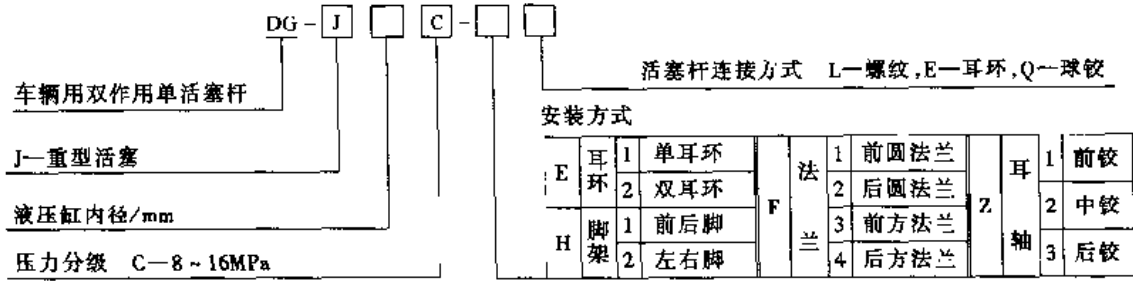 DG-J□C-□□
活塞杆连接方式 L—螺纹,E—耳环,Q—球铰
车辆用双作用单活塞杆
安装方式
J—重型活塞
液压缸内径/mm
压力分级 C—8~16MPa
E 耳环 1 单耳环 F 法兰 1 前圆法兰 Z 耳轴 1 前铰
2 双耳环 2 后圆法兰 2 中铰
H 脚架 1 前后脚 3 前方法兰 3 后铰
2 左右脚 4 后方法兰